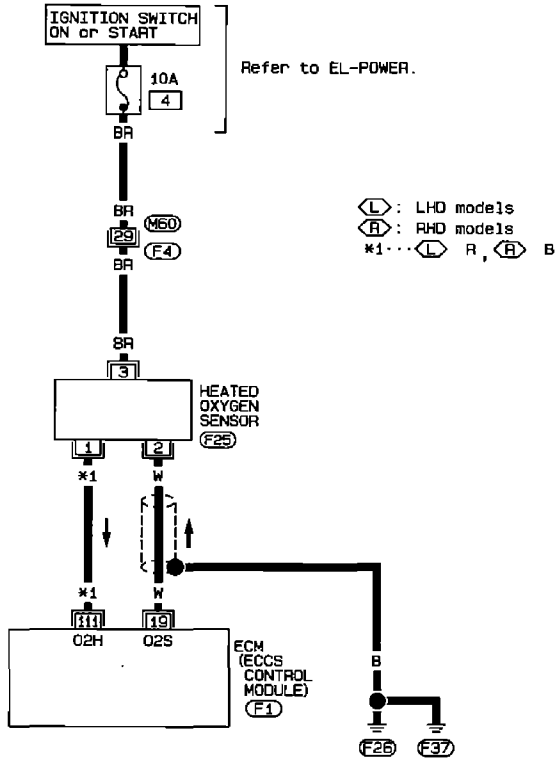 IGNITION SWITCH
ON or START
10A
4
Refer to EL-POWER.
BR
BR
M60
29
F4
BR
L : LHD models
R : RHD models
*1··· L R , R B
BR
3
HEATED
OXYGEN
SENSOR
F25
1 2
*1 W
*1 W
111 19
O2H O2S
ECM
(ECCS
CONTROL
MODULE)
F1
B
F26 F37